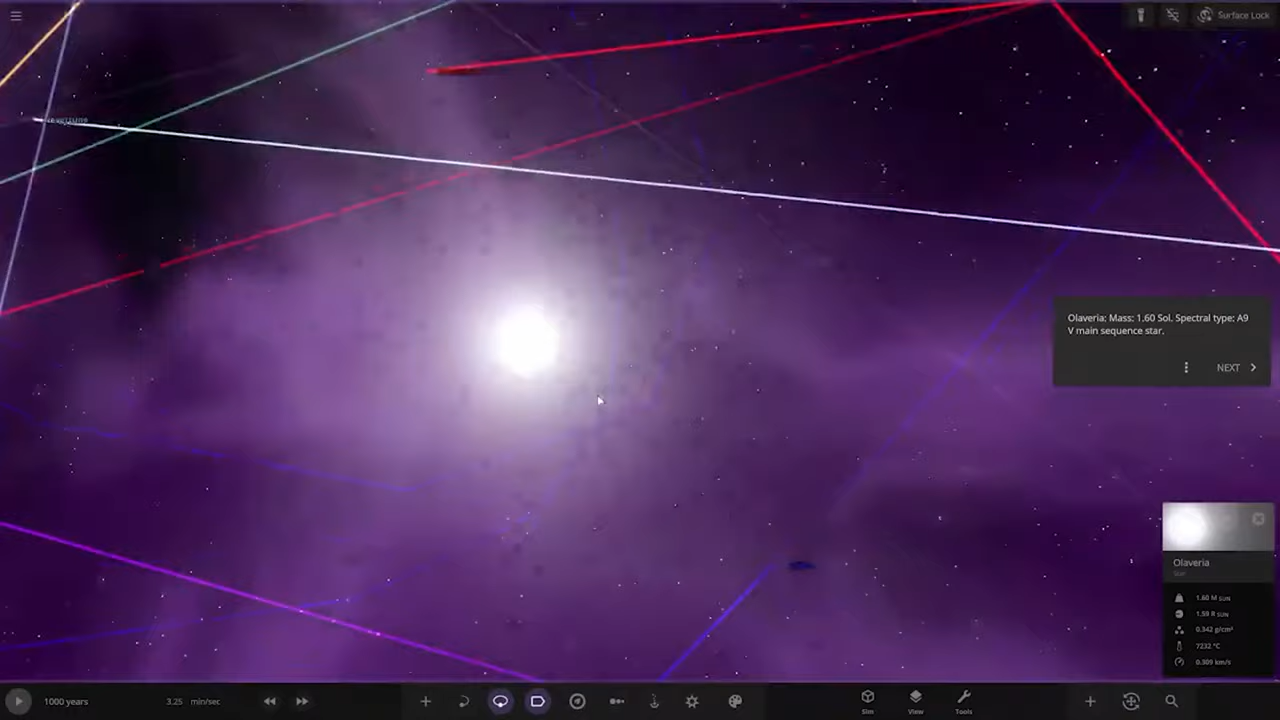 Surface Lock
Olaveria: Mass: 1.60 Sol. Spectral type: A9
V main sequence star.
NEXT
Olaveria
Star
1.60 M SUN
1.59 R SUN
0.342 g/cm³
7232 °C
0.309 km/s
1000 years
3.25 min/sec
Sim
View
Tools